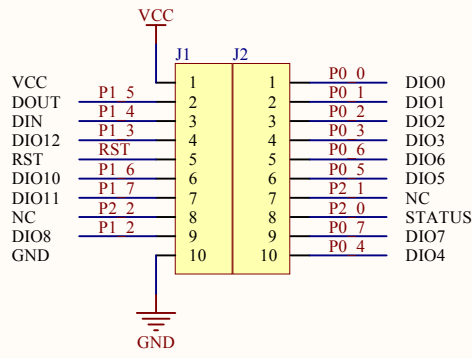 VCC
J1 J2
VCC 1 1 P0_0 DIO0
DOUT P1_5 2 2 P0_1 DIO1
DIN P1_4 3 3 P0_2 DIO2
DIO12 P1_3 4 4 P0_3 DIO3
RST RST 5 5 P0_6 DIO6
DIO10 P1_6 6 6 P0_5 DIO5
DIO11 P1_7 7 7 P2_1 NC
NC P2_2 8 8 P2_0 STATUS
DIO8 P1_2 9 9 P0_7 DIO7
GND 10 10 P0_4 DIO4
GND